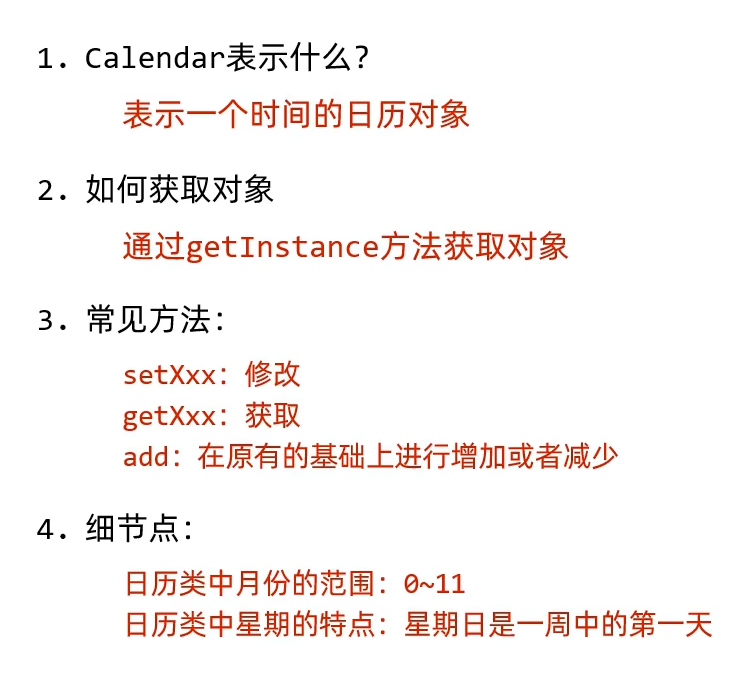 1. Calendar表示什么？
表示一个时间的日历对象
2. 如何获取对象
通过getInstance方法获取对象
3. 常见方法：
setXxx：修改
getXxx：获取
add：在原有的基础上进行增加或者减少
4. 细节点：
日历类中月份的范围：0~11
日历类中星期的特点：星期日是一周中的第一天